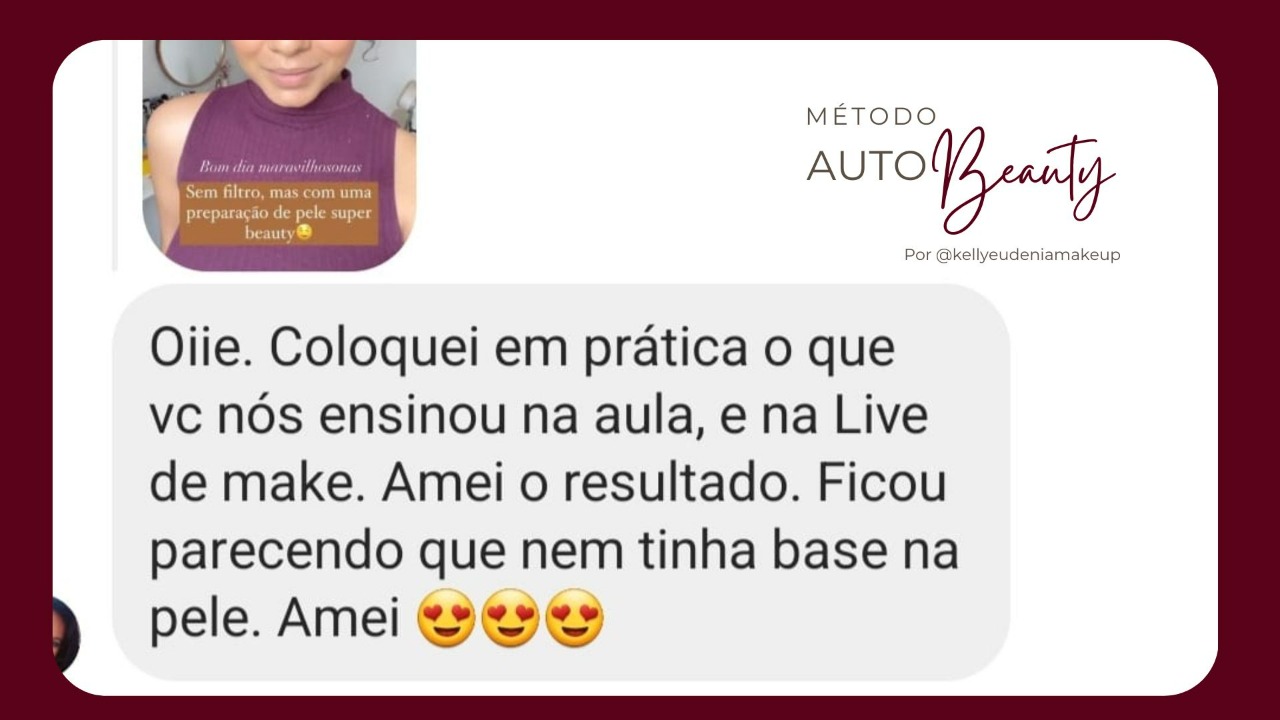 Bom dia maravilhosonas
Sem filtro, mas com uma
preparação de pele super
beauty😉
MÉTODO
AUTO Beauty
Por @kellyeudeniamakeup
Oiie. Coloquei em prática o que
vc nós ensinou na aula, e na Live
de make. Amei o resultado. Ficou
parecendo que nem tinha base na
pele. Amei 😍😍😍